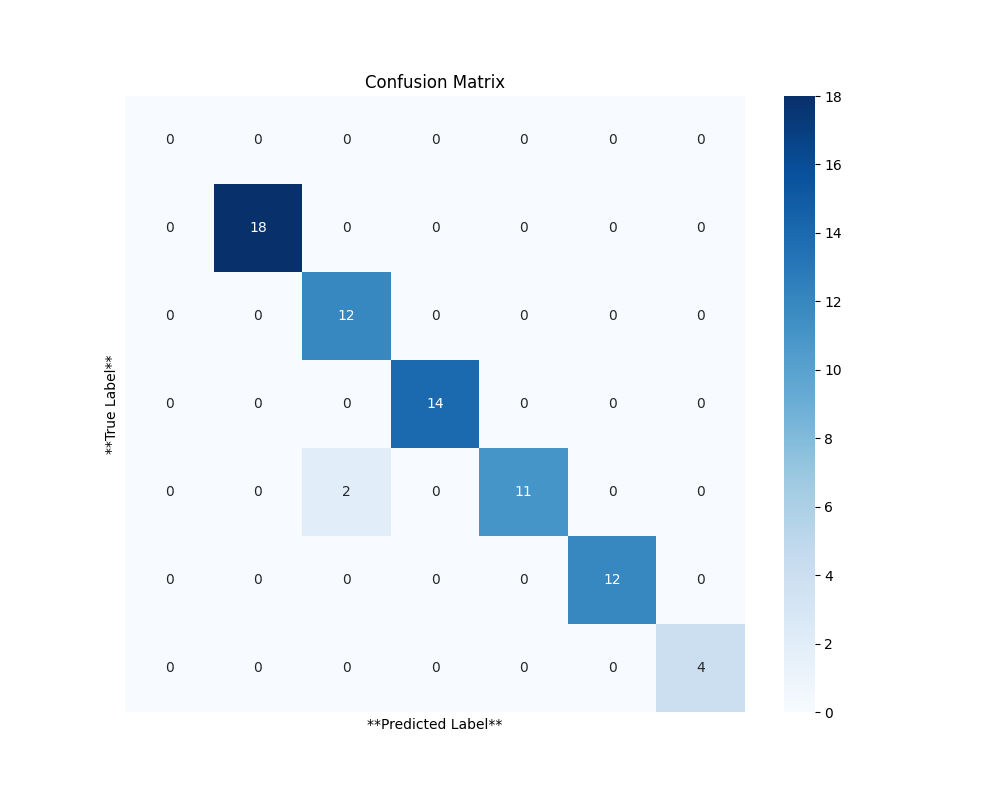 Confusion Matrix
0 0 0 0 0 0 0
0 18 0 0 0 0 0
0 0 12 0 0 0 0
0 0 0 14 0 0 0
0 0 2 0 11 0 0
0 0 0 0 0 12 0
0 0 0 0 0 0 4
**True Label**
**Predicted Label**
18
16
14
12
10
8
6
4
2
0